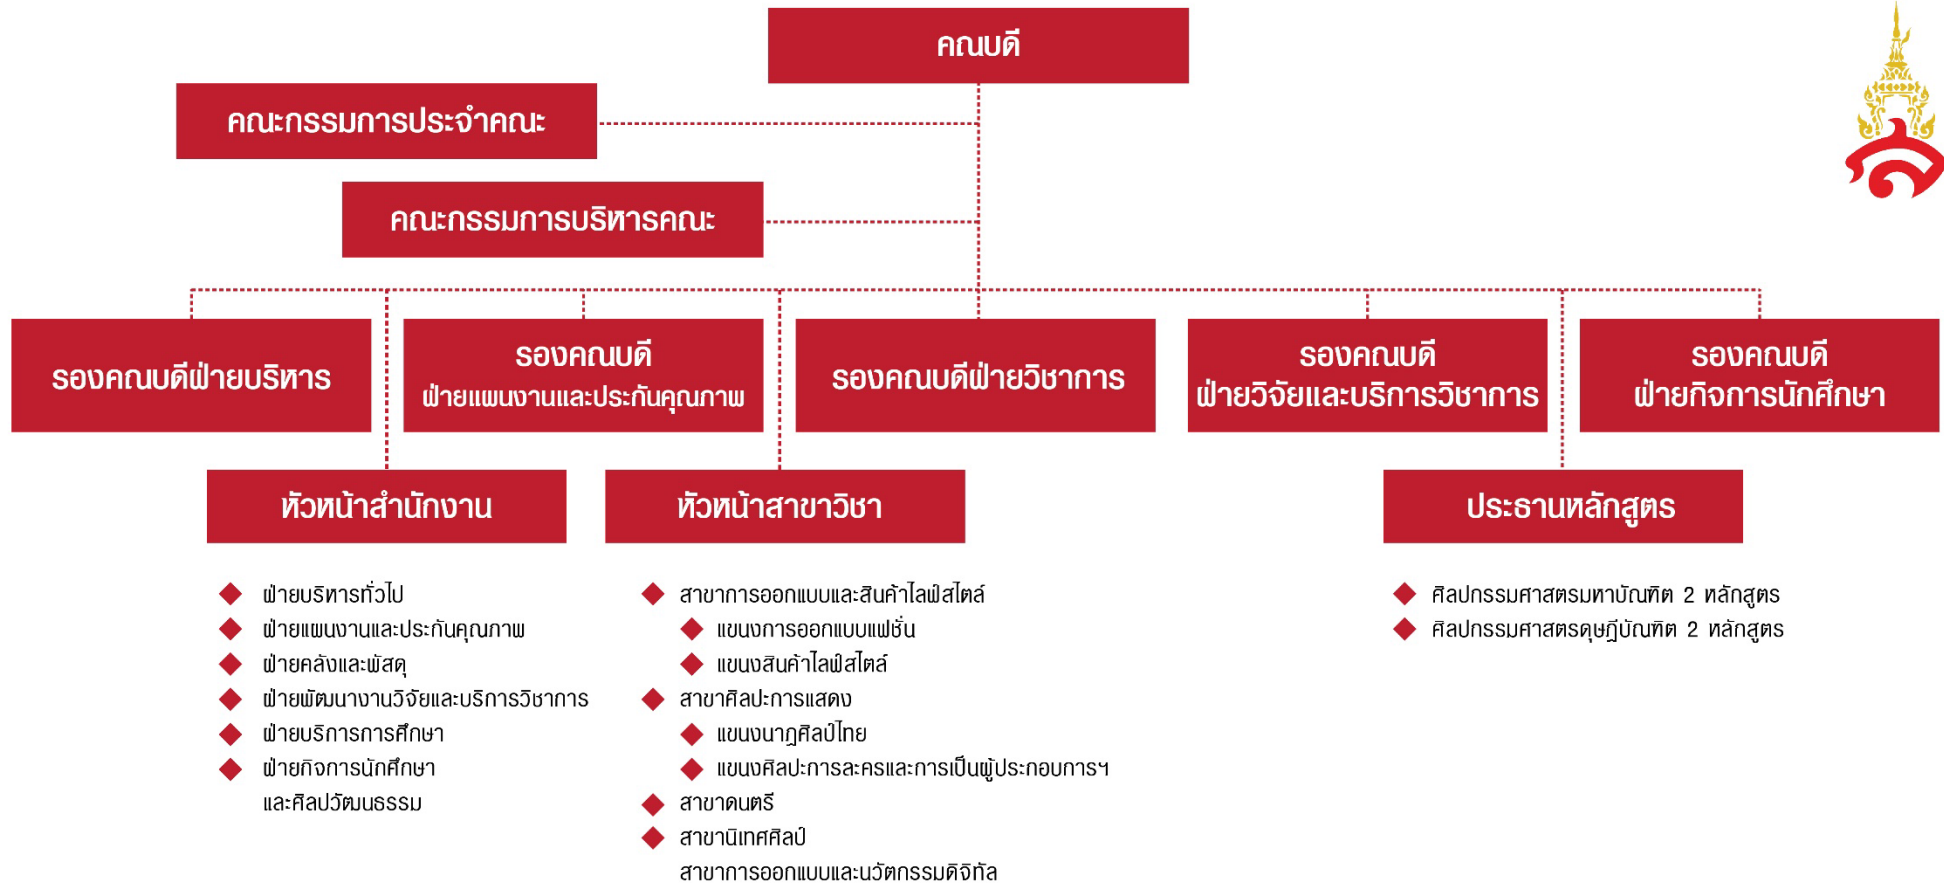 คณบดี
คณะกรรมการประจำคณะ
คณะกรรมการบริหารคณะ
รองคณบดีฝ่ายบริหาร
รองคณบดี
ฝ่ายแผนงานและประกันคุณภาพ
รองคณบดีฝ่ายวิชาการ
รองคณบดี
ฝ่ายวิจัยและบริการวิชาการ
รองคณบดี
ฝ่ายกิจการนักศึกษา
หัวหน้าสำนักงาน
ฝ่ายบริหารทั่วไป
ฝ่ายแผนงานและประกันคุณภาพ
ฝ่ายคลังและพัสดุ
ฝ่ายพัฒนางานวิจัยและบริการวิชาการ
ฝ่ายบริการการศึกษา
ฝ่ายกิจการนักศึกษา
และศิลปวัฒนธรรม
หัวหน้าสาขาวิชา
สาขาการออกแบบและสินค้าไลฟ์สไตล์
แขนงการออกแบบแฟชั่น
แขนงสินค้าไลฟ์สไตล์
สาขาศิลปะการแสดง
แขนงนาฏศิลป์ไทย
แขนงศิลปะการละครและการเป็นผู้ประกอบการฯ
สาขาดนตรี
สาขานิเทศศิลป์
สาขาการออกแบบและนวัตกรรมดิจิทัล
ประธานหลักสูตร
ศิลปกรรมศาสตรมหาบัณฑิต 2 หลักสูตร
ศิลปกรรมศาสตรดุษฎีบัณฑิต 2 หลักสูตร